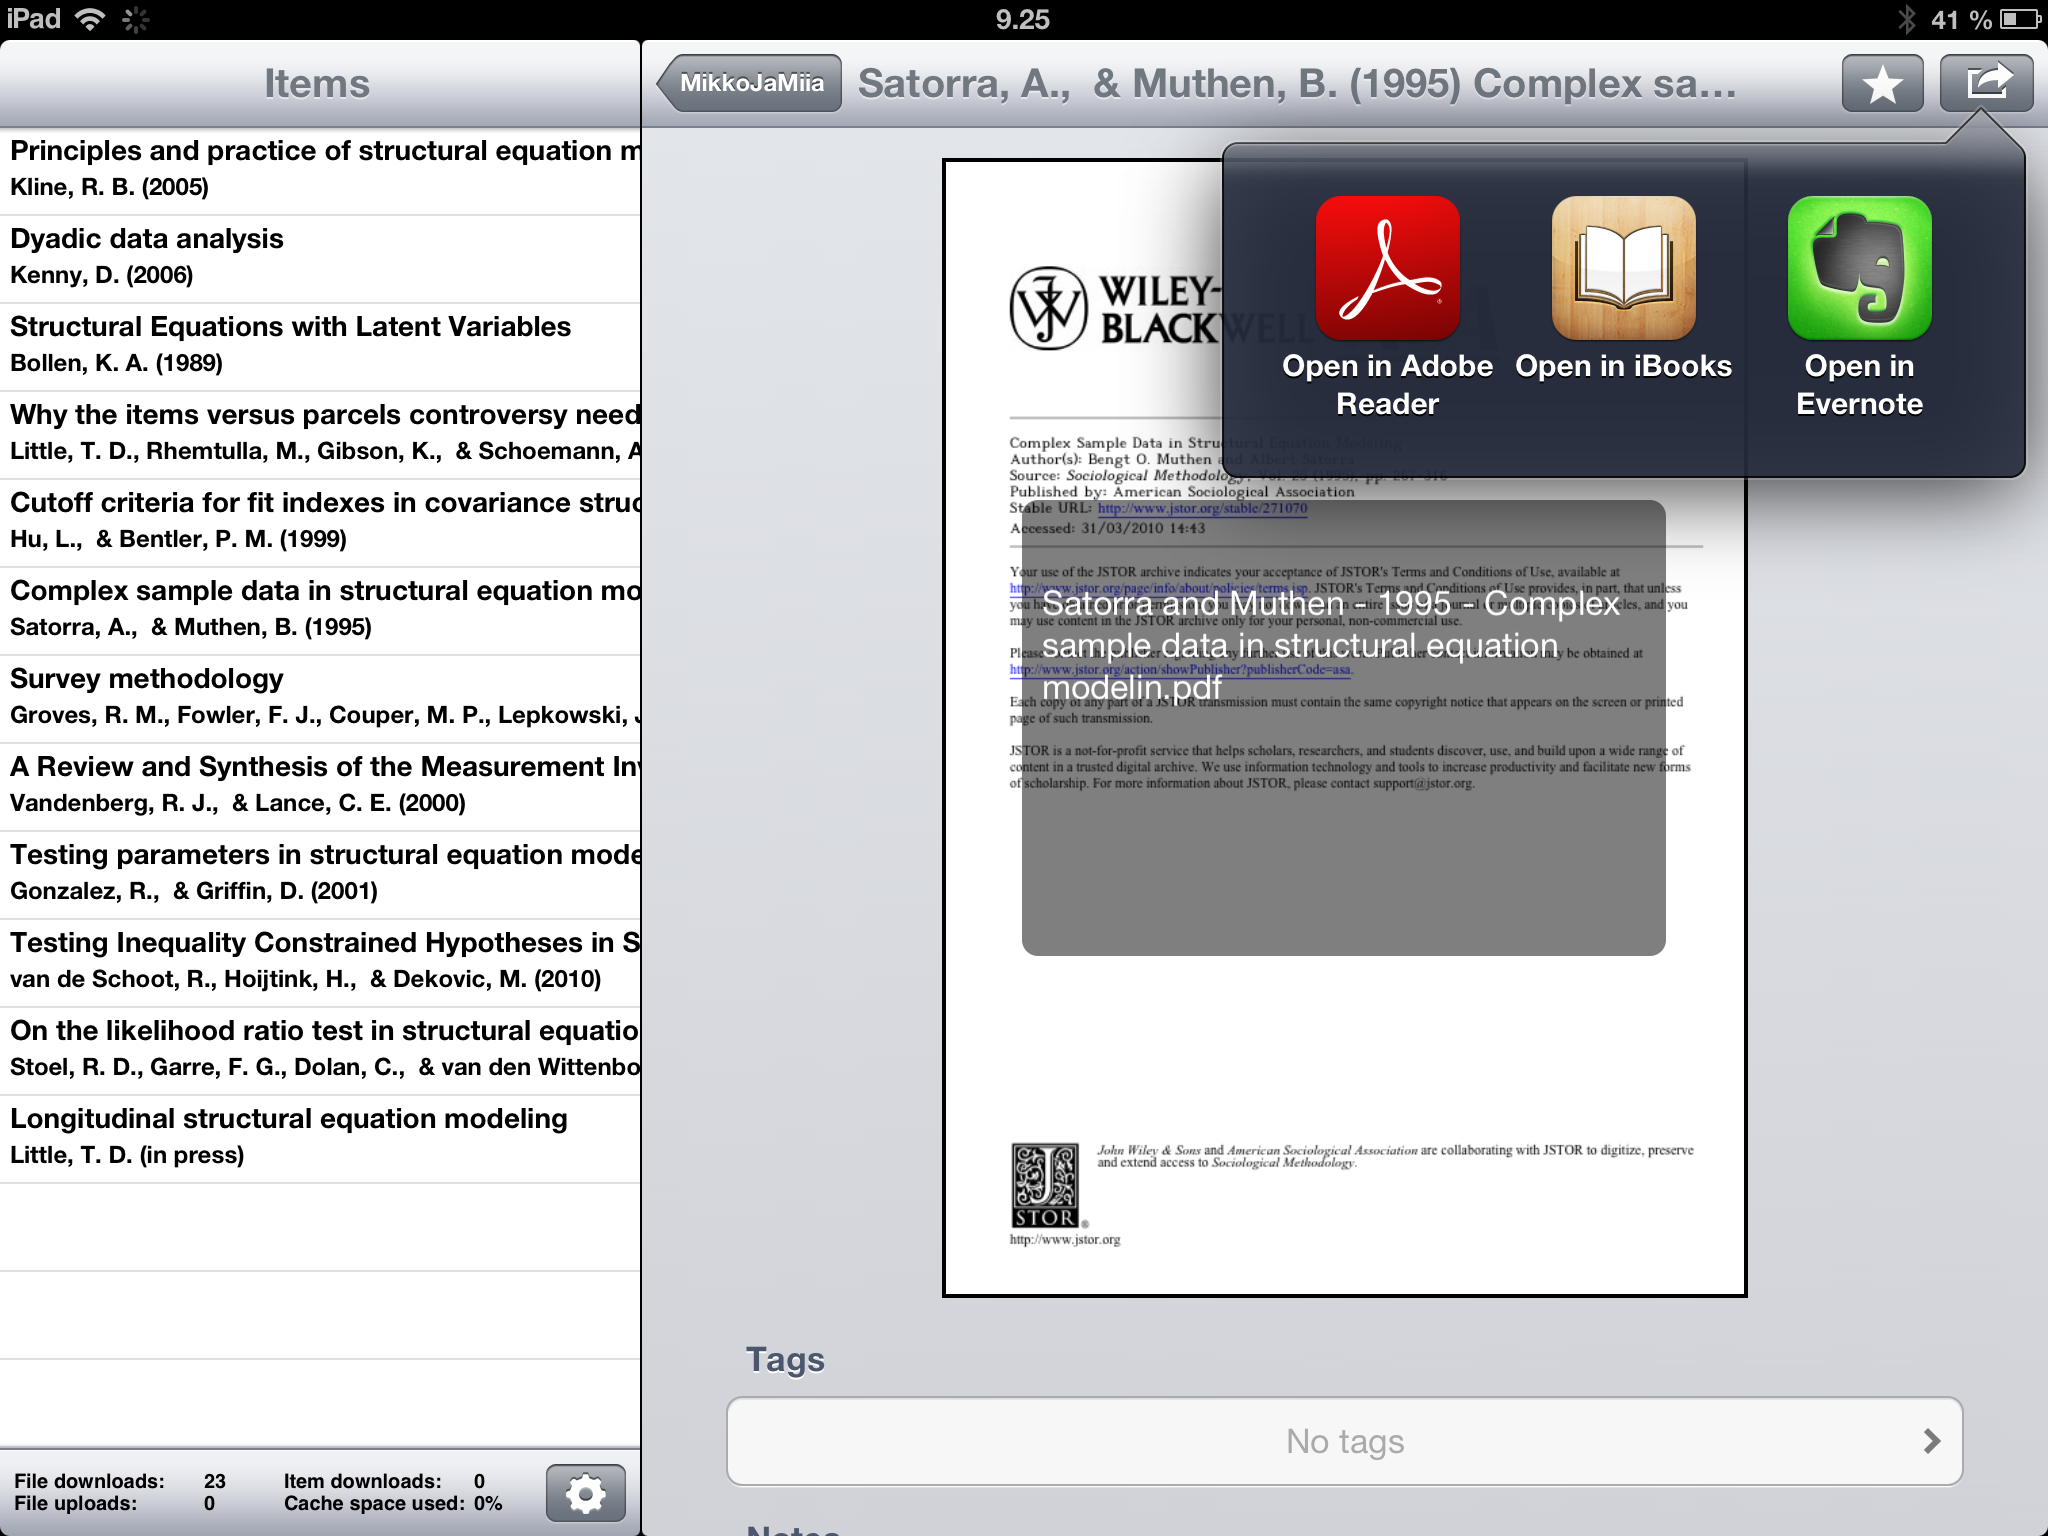 iPad
9.25
41 %
Items
Principles and practice of structural equation m
Kline, R. B. (2005)
Dyadic data analysis
Kenny, D. (2006)
Structural Equations with Latent Variables
Bollen, K. A. (1989)
Why the items versus parcels controversy need
Little, T. D., Rhemtulla, M., Gibson, K.,  & Schoemann, A
Cutoff criteria for fit indexes in covariance struc
Hu, L.,  & Bentler, P. M. (1999)
Complex sample data in structural equation mo
Satorra, A.,  & Muthen, B. (1995)
Survey methodology
Groves, R. M., Fowler, F. J., Couper, M. P., Lepkowski, J
A Review and Synthesis of the Measurement Inv
Vandenberg, R. J.,  & Lance, C. E. (2000)
Testing parameters in structural equation mode
Gonzalez, R.,  & Griffin, D. (2001)
Testing Inequality Constrained Hypotheses in S
van de Schoot, R., Hoijtink, H.,  & Dekovic, M. (2010)
On the likelihood ratio test in structural equatio
Stoel, R. D., Garre, F. G., Dolan, C.,  & van den Wittenbo
Longitudinal structural equation modeling
Little, T. D. (in press)
File downloads: 23 Item downloads: 0
File uploads: 0 Cache space used: 0%
MikkoJaMiia
Satorra, A.,  & Muthen, B. (1995) Complex sa...
Open in Adobe
Reader
Open in iBooks
Open in
Evernote
WILEY-
BLACKWELL
Complex Sample Data in Structural Equation Modeling
Author(s): Bengt O. Muthen and Albert Satorra
Source: Sociological Methodology, Vol. 25 (1995), pp. 267-316
Published by: American Sociological Association
Stable URL: http://www.jstor.org/stable/271070
Accessed: 31/03/2010 14:43
Your use of the JSTOR archive indicates your acceptance of JSTOR's Terms and Conditions of Use, available at
http://www.jstor.org/page/info/about/policies/terms.jsp. JSTOR's Terms and Conditions of Use provides, in part, that unless
you have
may use content in the JSTOR archive only for your personal, non-commercial use.
Please may be obtained at
http://www.jstor.org/action/showPublisher?publisherCode=asa.
Each copy of any part of a JSTOR transmission must contain the same copyright notice that appears on the screen or printed
page of such transmission.
JSTOR is a not-for-profit service that helps scholars, researchers, and students discover, use, and build upon a wide range of
content in a trusted digital archive. We use information technology and tools to increase productivity and facilitate new forms
of scholarship. For more information about JSTOR, please contact support@jstor.org.
Satorra and Muthen - 1995 - Complex
sample data in structural equation
modelin.pdf
John Wiley & Sons and American Sociological Association are collaborating with JSTOR to digitize, preserve
and extend access to Sociological Methodology.
JSTOR
®
http://www.jstor.org
Tags
No tags
Notes